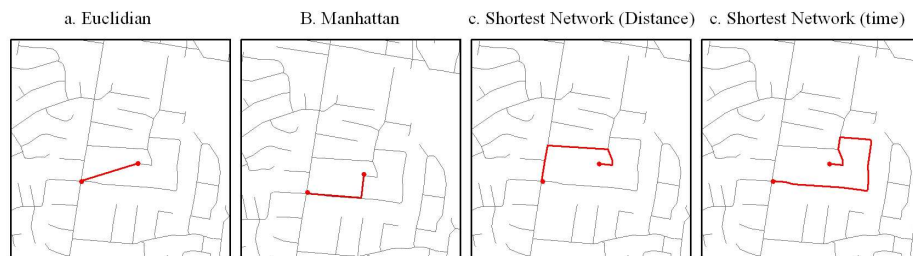 a. Euclidian
B. Manhattan
c. Shortest Network (Distance)
c. Shortest Network (time)